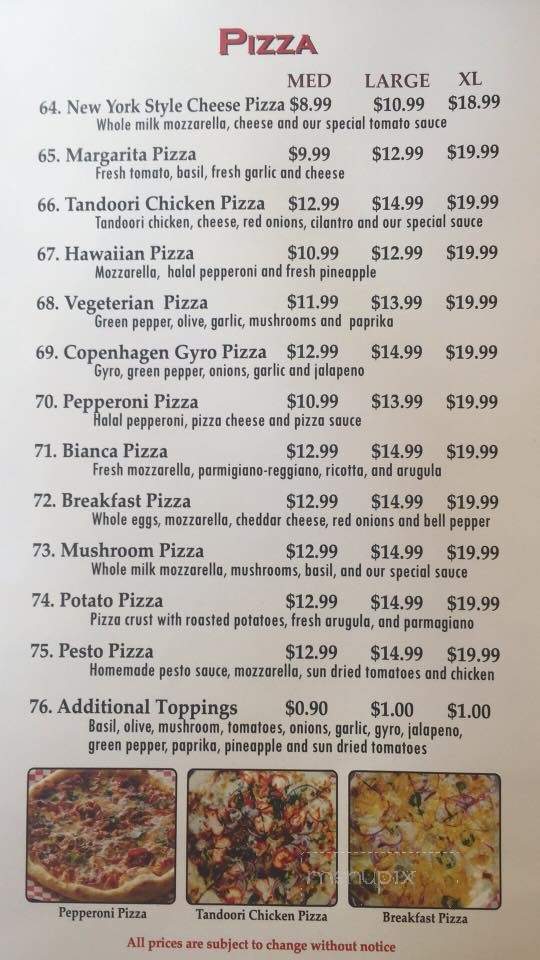 PIZZA
MED LARGE XL
64. New York Style Cheese Pizza $8.99 $10.99 $18.99
Whole milk mozzarella, cheese and our special tomato sauce
65. Margarita Pizza $9.99 $12.99 $19.99
Fresh tomato, basil, fresh garlic and cheese
66. Tandoori Chicken Pizza $12.99 $14.99 $19.99
Tandoori chicken, cheese, red onions, cilantro and our special sauce
67. Hawaiian Pizza $10.99 $12.99 $19.99
Mozzarella, halal pepperoni and fresh pineapple
68. Vegeterian Pizza $11.99 $13.99 $19.99
Green pepper, olive, garlic, mushrooms and paprika
69. Copenhagen Gyro Pizza $12.99 $14.99 $19.99
Gyro, green pepper, onions, garlic and jalapeno
70. Pepperoni Pizza $10.99 $13.99 $19.99
Halal pepperoni, pizza cheese and pizza sauce
71. Bianca Pizza $12.99 $14.99 $19.99
Fresh mozzarella, parmigiano-reggiano, ricotta, and arugula
72. Breakfast Pizza $12.99 $14.99 $19.99
Whole eggs, mozzarella, cheddar cheese, red onions and bell pepper
73. Mushroom Pizza $12.99 $14.99 $19.99
Whole milk mozzarella, mushrooms, basil, and our special sauce
74. Potato Pizza $12.99 $14.99 $19.99
Pizza crust with roasted potatoes, fresh arugula, and parmagiano
75. Pesto Pizza $12.99 $14.99 $19.99
Homemade pesto sauce, mozzarella, sun dried tomatoes and chicken
76. Additional Toppings $0.90 $1.00 $1.00
Basil, olive, mushroom, tomatoes, onions, garlic, gyro, jalapeno,
green pepper, paprika, pineapple and sun dried tomatoes
menupix
Pepperoni Pizza Tandoori Chicken Pizza Breakfast Pizza
All prices are subject to change without notice